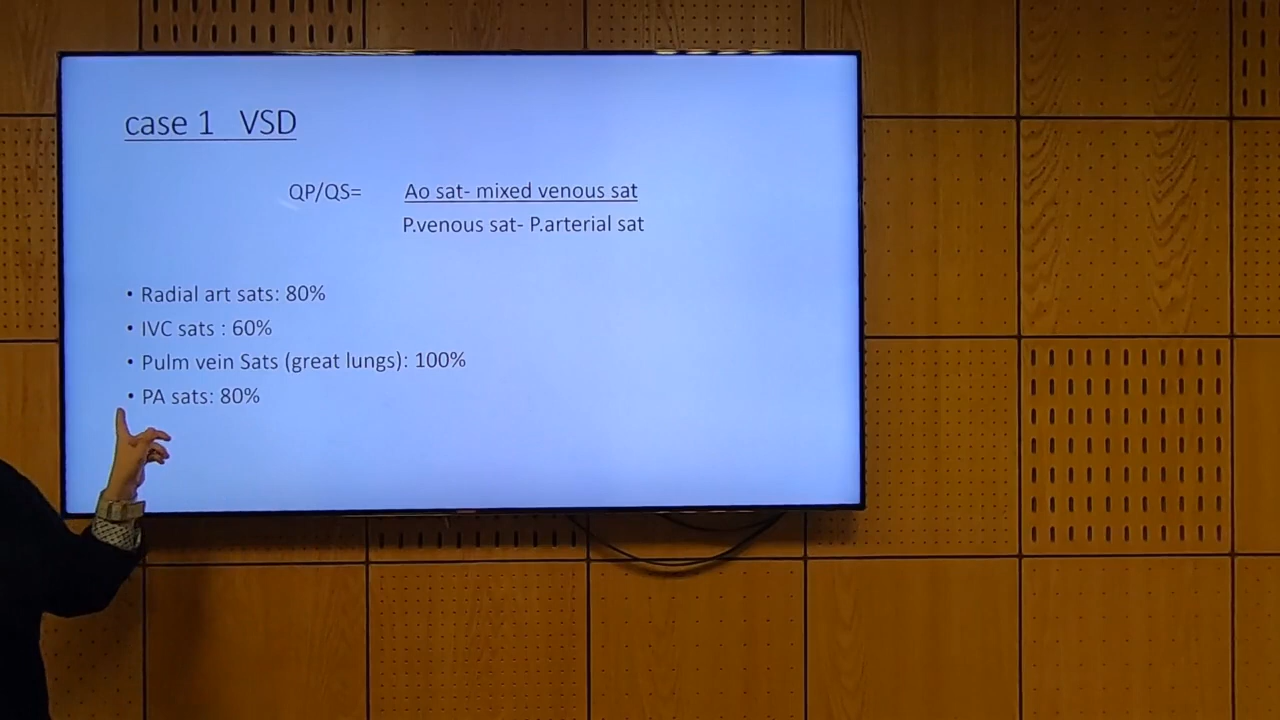 case 1 VSD
QP/QS= Ao sat- mixed venous sat
P.venous sat- P.arterial sat
• Radial art sats: 80%
• IVC sats : 60%
• Pulm vein Sats (great lungs): 100%
• PA sats: 80%